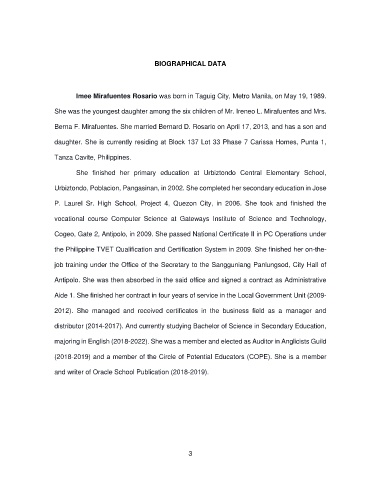 BIOGRAPHICAL DATA
Imee Mirafuentes Rosario was born in Taguig City, Metro Manila, on May 19, 1989.
She was the youngest daughter among the six children of Mr. Ireneo L. Mirafuentes and Mrs.
Berna F. Mirafuentes. She married Bernard D. Rosario on April 17, 2013, and has a son and
daughter. She is currently residing at Block 137 Lot 33 Phase 7 Carissa Homes, Punta 1,
Tanza Cavite, Philippines.
She finished her primary education at Urbiztondo Central Elementary School,
Urbiztondo, Poblacion, Pangasinan, in 2002. She completed her secondary education in Jose
P. Laurel Sr. High School, Project 4, Quezon City, in 2006. She took and finished the
vocational course Computer Science at Gateways Institute of Science and Technology,
Cogeo, Gate 2, Antipolo, in 2009. She passed National Certificate II in PC Operations under
the Philippine TVET Qualification and Certification System in 2009. She finished her on-the-
job training under the Office of the Secretary to the Sangguniang Panlungsod, City Hall of
Antipolo. She was then absorbed in the said office and signed a contract as Administrative
Aide 1. She finished her contract in four years of service in the Local Government Unit (2009-
2012). She managed and received certificates in the business field as a manager and
distributor (2014-2017). And currently studying Bachelor of Science in Secondary Education,
majoring in English (2018-2022). She was a member and elected as Auditor in Anglicists Guild
(2018-2019) and a member of the Circle of Potential Educators (COPE). She is a member
and writer of Oracle School Publication (2018-2019).
3